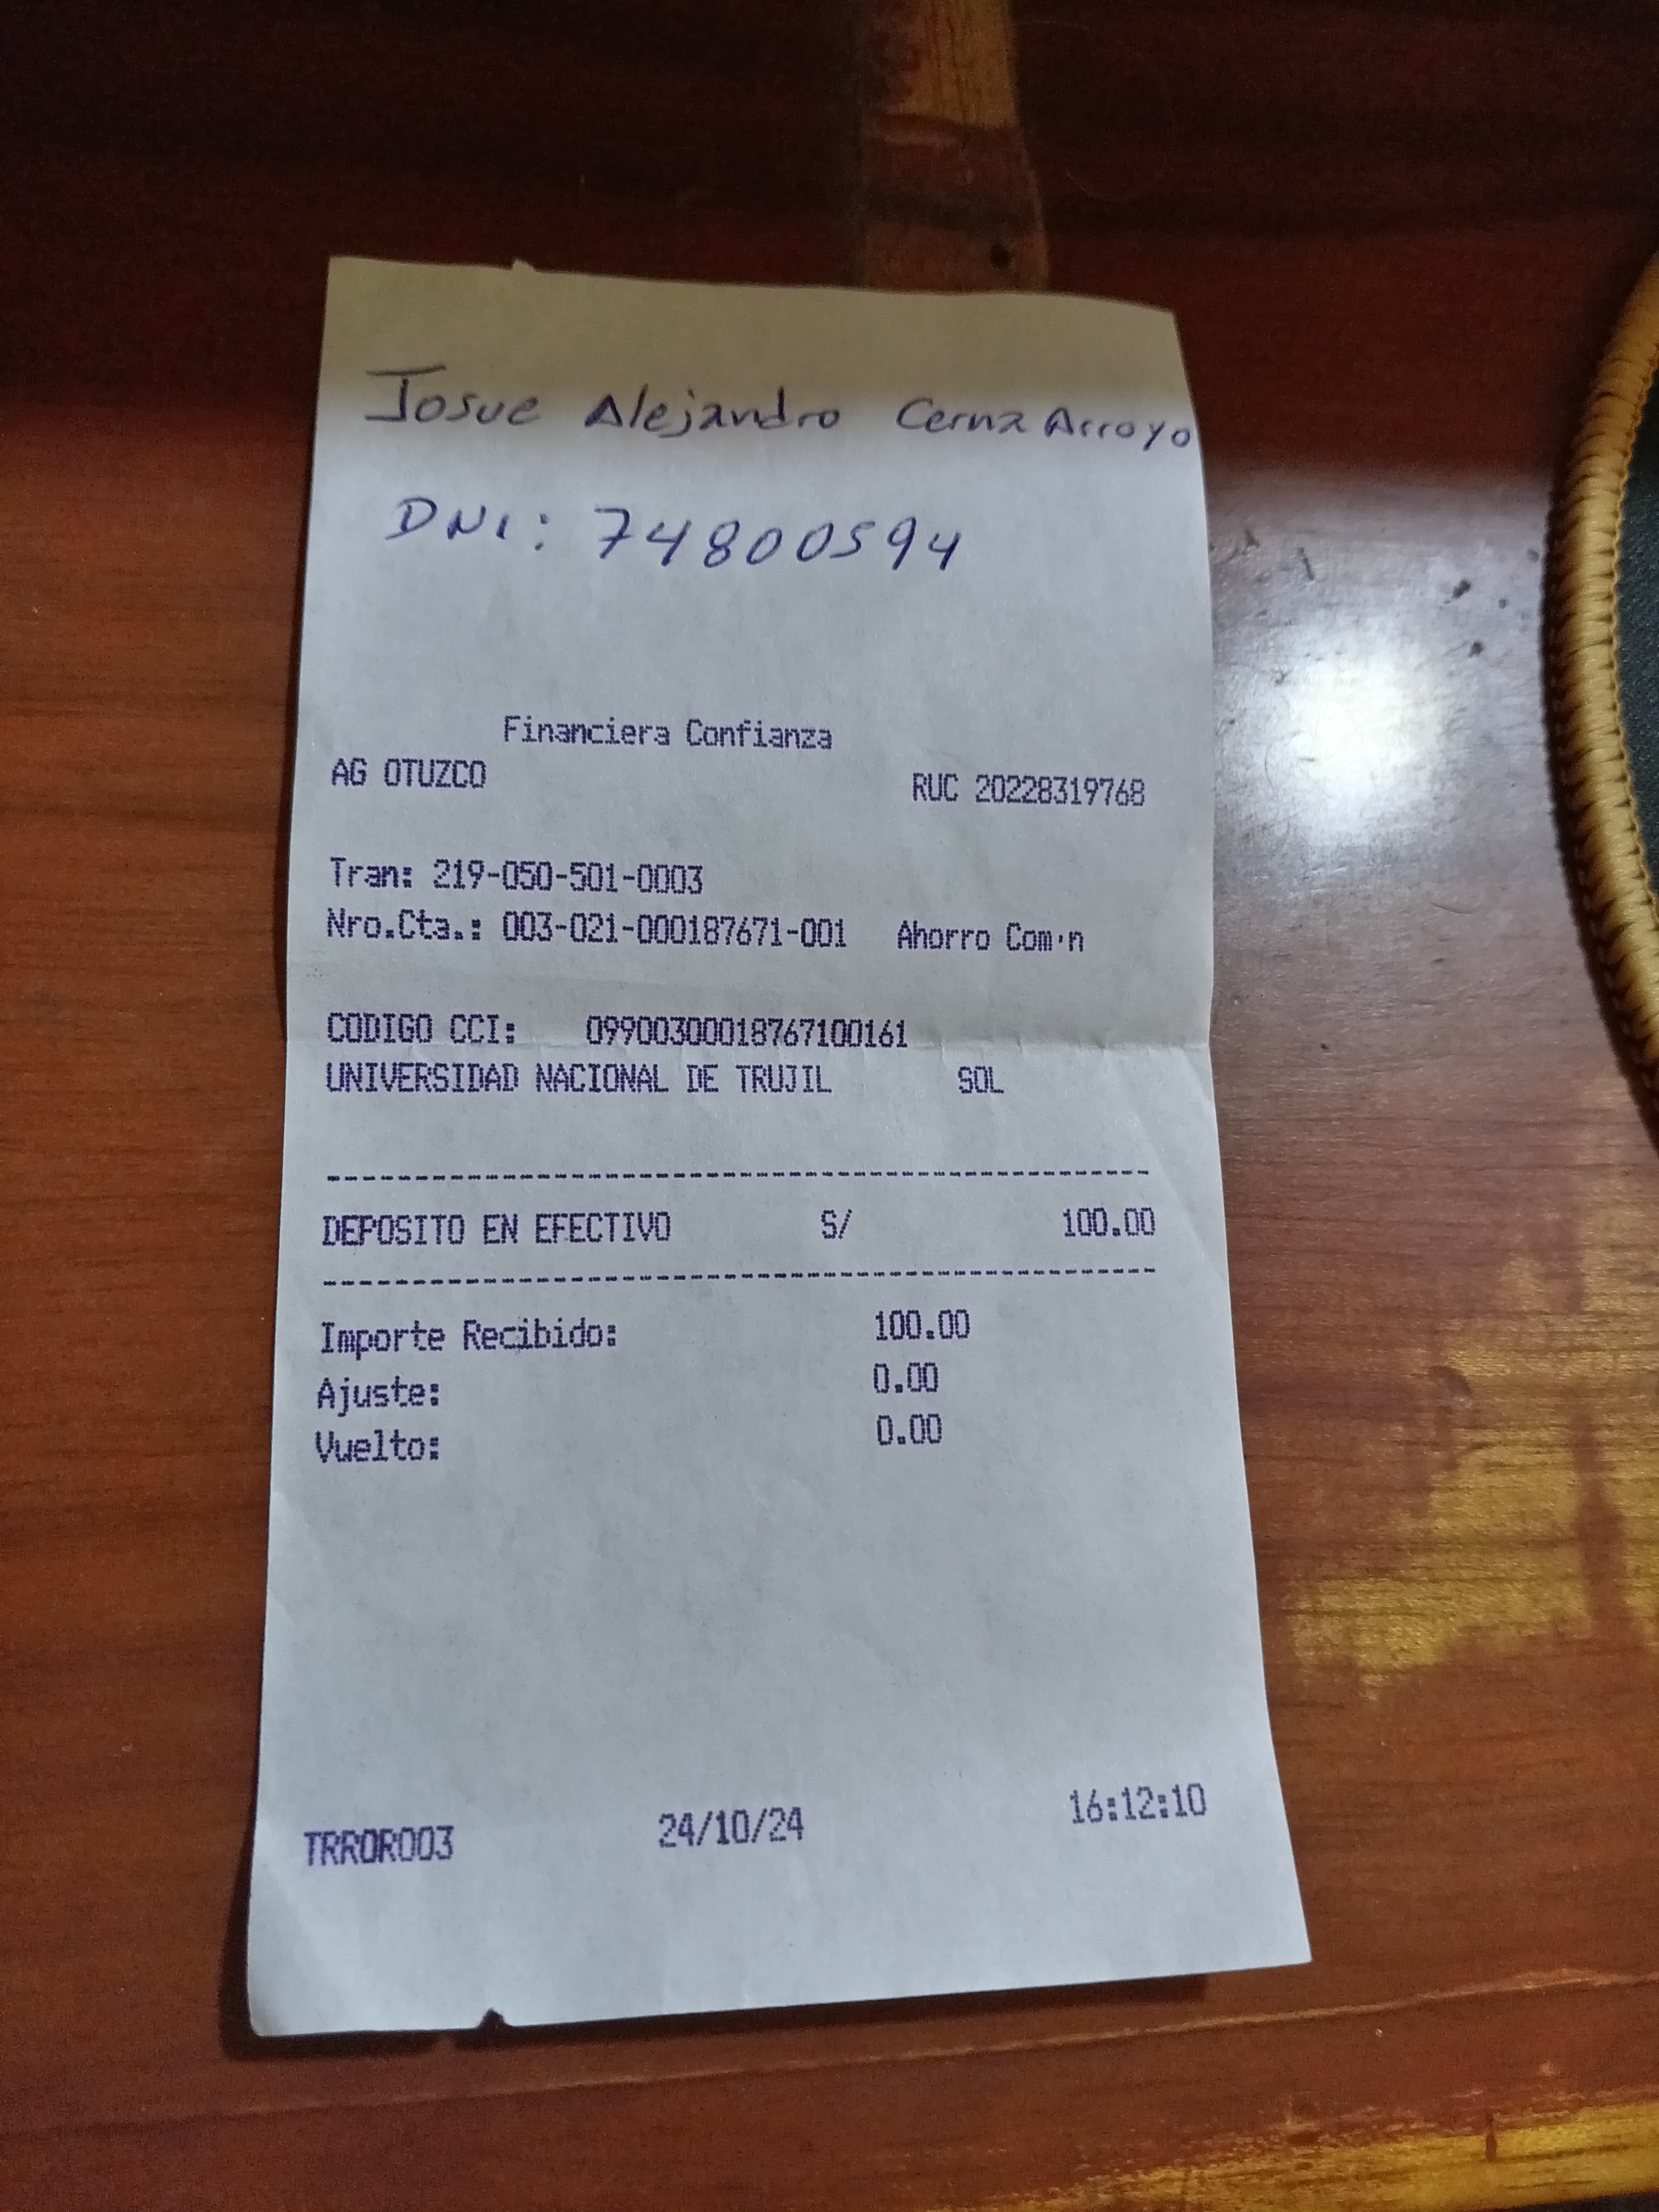 Josue Alejandro Cerna Arroyo
DNI: 74800594
Financiera Confianza
AG OTUZCO RUC 20228319768
Tran: 219-050-501-0003
Nro.Cta.: 003-021-000187671-001 Ahorro Com·n
CODIGO CCI: 09900300018767100161
UNIVERSIDAD NACIONAL DE TRUJIL SOL
DEPOSITO EN EFECTIVO S/ 100.00
Importe Recibido: 100.00
Ajuste: 0.00
Vuelto: 0.00
TRROR003 24/10/24 16:12:10